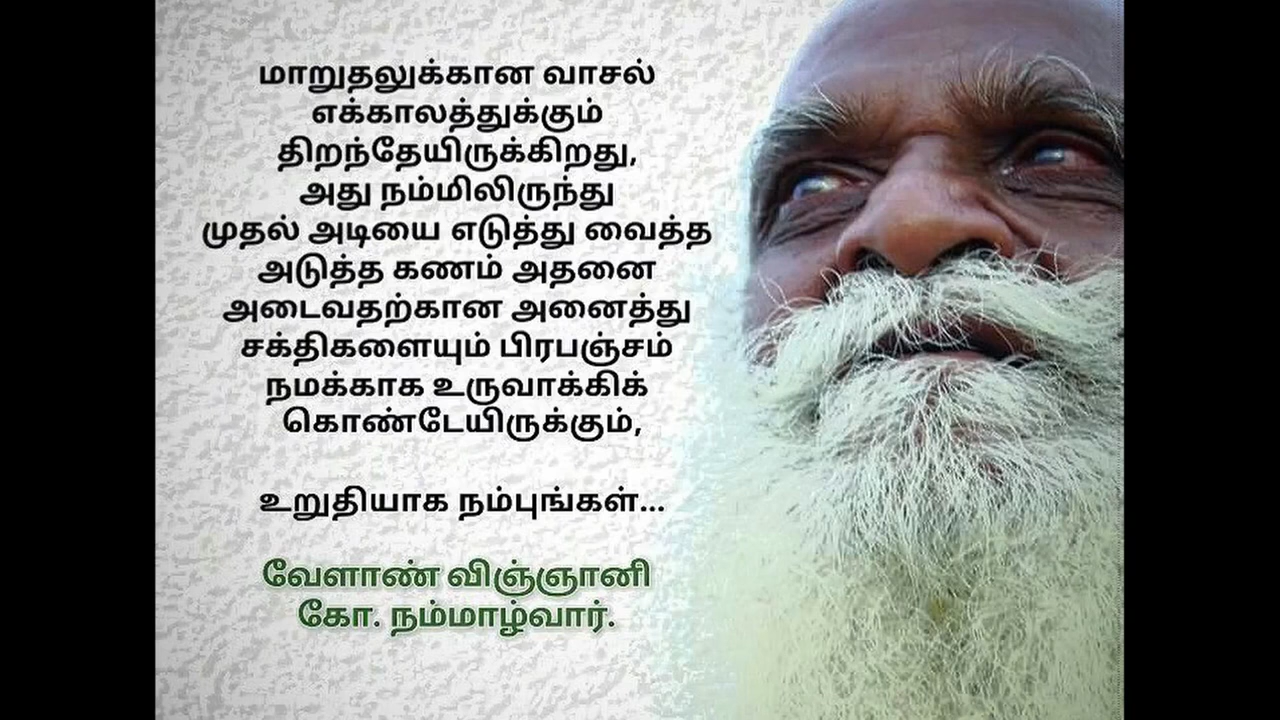 மாறுதலுக்கான வாசல்
எக்காலத்துக்கும்
திறந்தேயிருக்கிறது,
அது நம்மிலிருந்து
முதல் அடியை எடுத்து வைத்த
அடுத்த கணம் அதனை
அடைவதற்கான அனைத்து
சக்திகளையும் பிரபஞ்சம்
நமக்காக உருவாக்கிக்
கொண்டேயிருக்கும்,
உறுதியாக நம்புங்கள்...
வேளாண் விஞ்ஞானி
கோ. நம்மாழ்வார்.